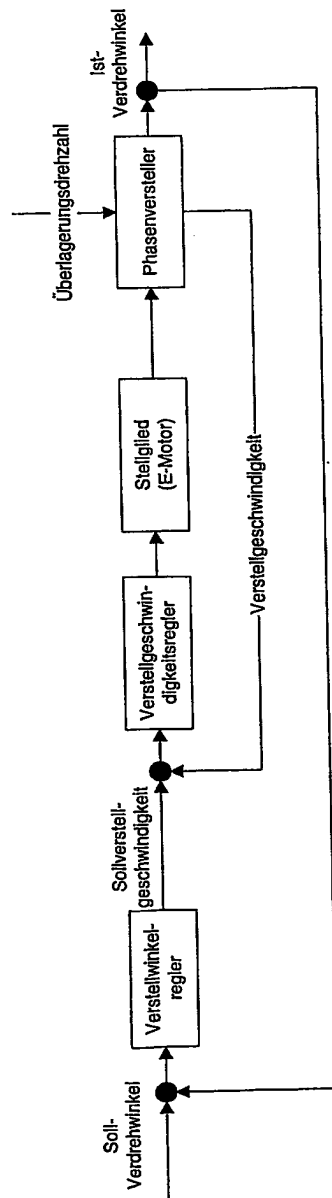 Soll-
Verdrehwinkel
Verstellwinkel-
regler
Sollverstell-
geschwindigkeit
Verstellgeschwin-
digkeitsregler
Stellglied
(E-Motor)
Überlagerungsdrehzahl
Phasenversteller
Ist-
Verdrehwinkel
Verstellgeschwindigkeit